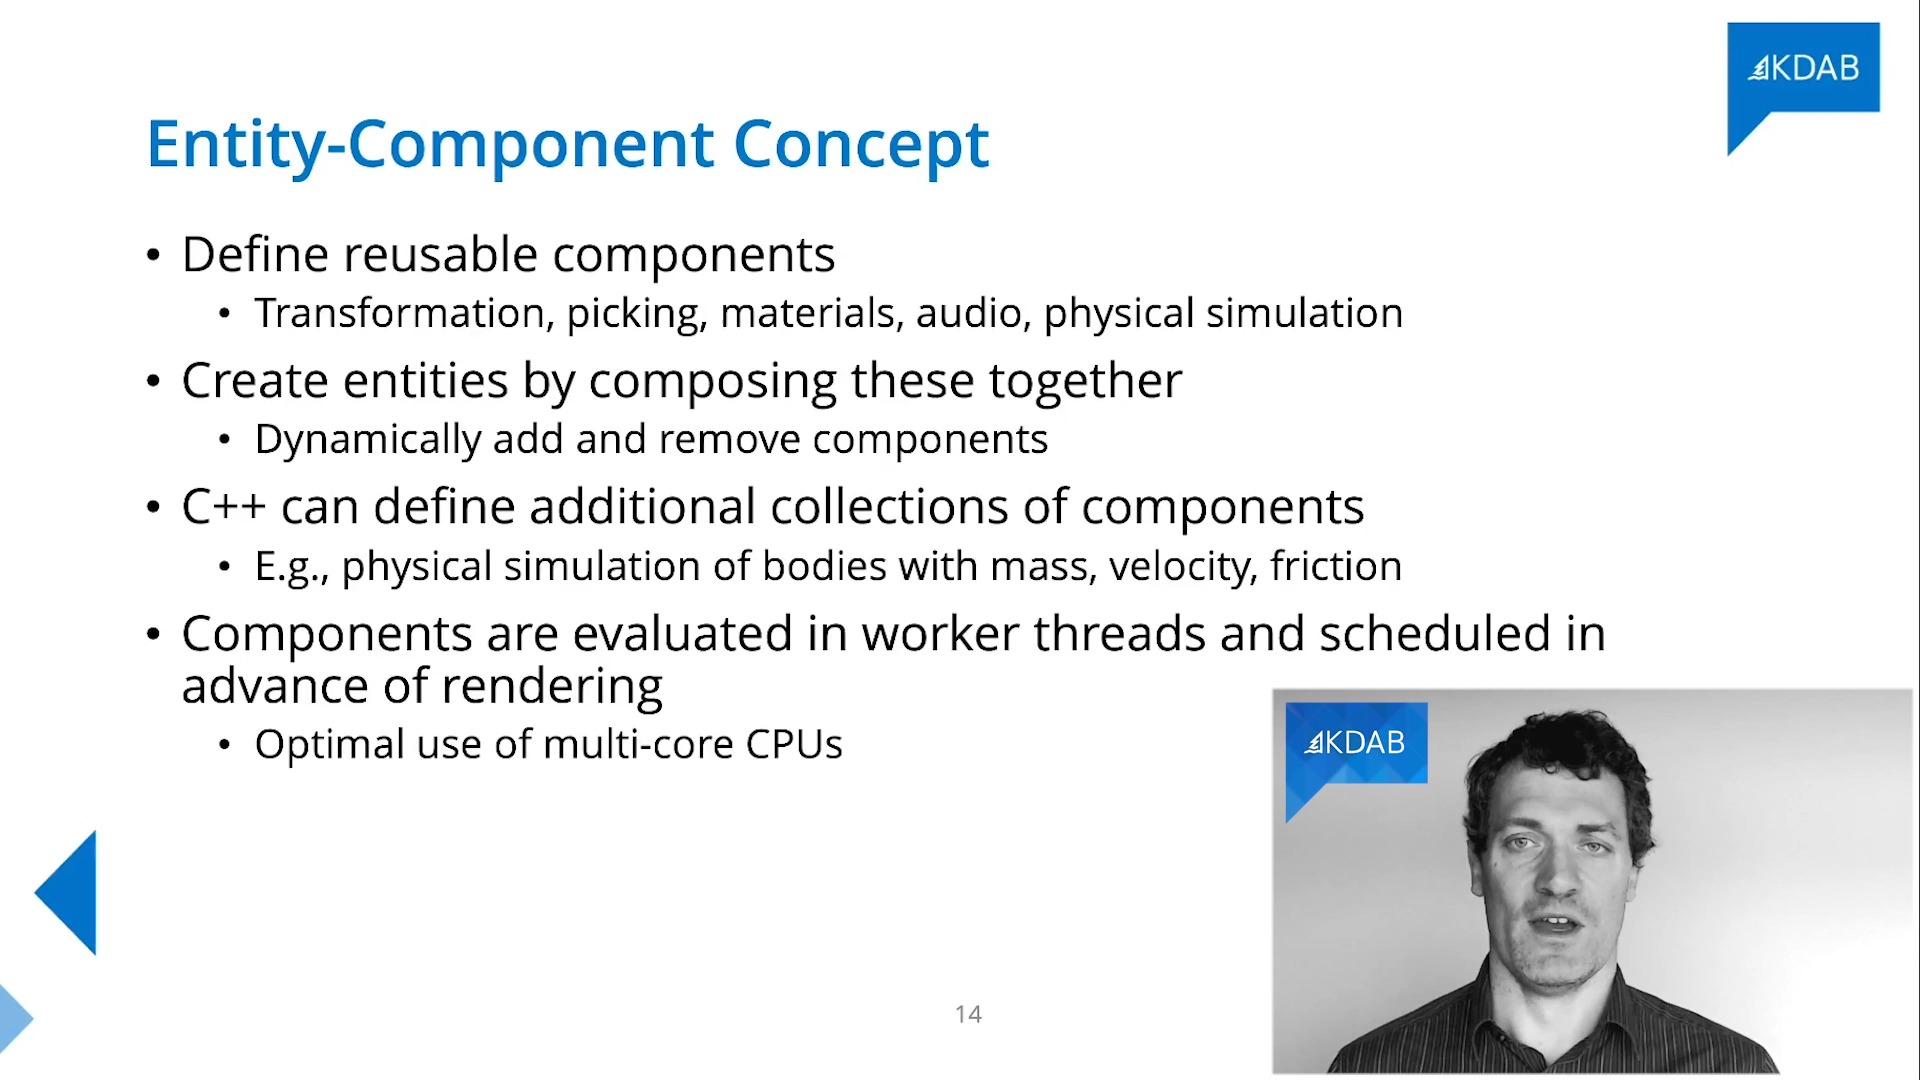 KDAB
Entity-Component Concept
• Define reusable components
• Transformation, picking, materials, audio, physical simulation
• Create entities by composing these together
• Dynamically add and remove components
• C++ can define additional collections of components
• E.g., physical simulation of bodies with mass, velocity, friction
• Components are evaluated in worker threads and scheduled in
advance of rendering
• Optimal use of multi-core CPUs
KDAB
14